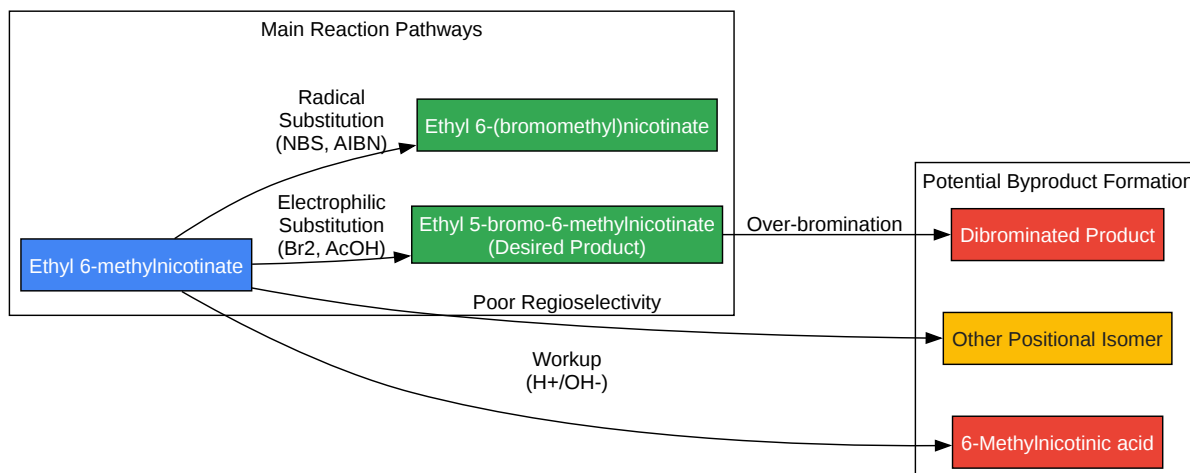 Main Reaction Pathways
Radical
Substitution
(NBS, AIBN)
Ethyl 6-(bromomethyl)nicotinate
Potential Byproduct Formation
Electrophilic
Substitution
(Br2, AcOH)
Ethyl 5-bromo-6-methylnicotinate
(Desired Product)
Over-bromination
Dibrominated Product
Ethyl 6-methylnicotinate
Poor Regioselectivity
Other Positional Isomer
Workup
(H+/OH-)
6-Methylnicotinic acid